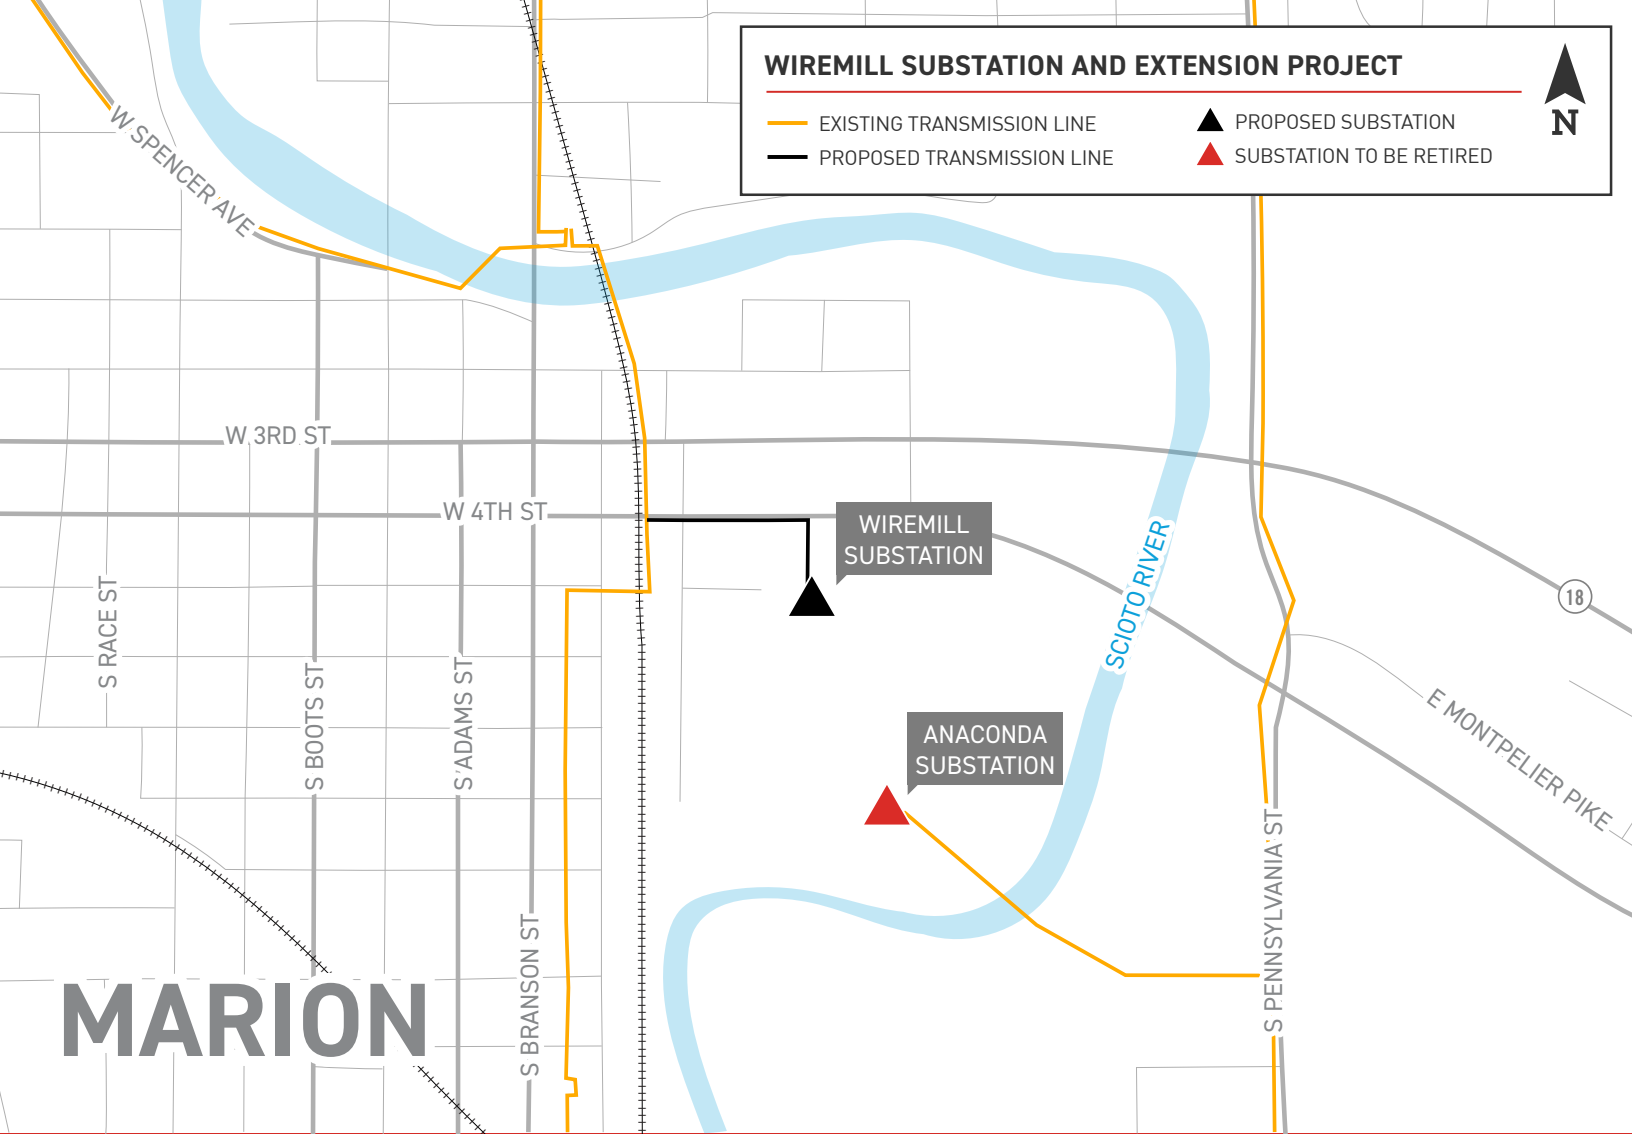 WIREMILL SUBSTATION AND EXTENSION PROJECT
EXISTING TRANSMISSION LINE
PROPOSED TRANSMISSION LINE
PROPOSED SUBSTATION
SUBSTATION TO BE RETIRED
N
W SPENCER AVE
W 3RD ST
W 4TH ST
WIREMILL
SUBSTATION
SCIOTO RIVER
18
S RACE ST
S BOOTS ST
S ADAMS ST
E MONTPELIER PIKE
ANACONDA
SUBSTATION
S PENNSYLVANIA ST
S BRANSON ST
MARION